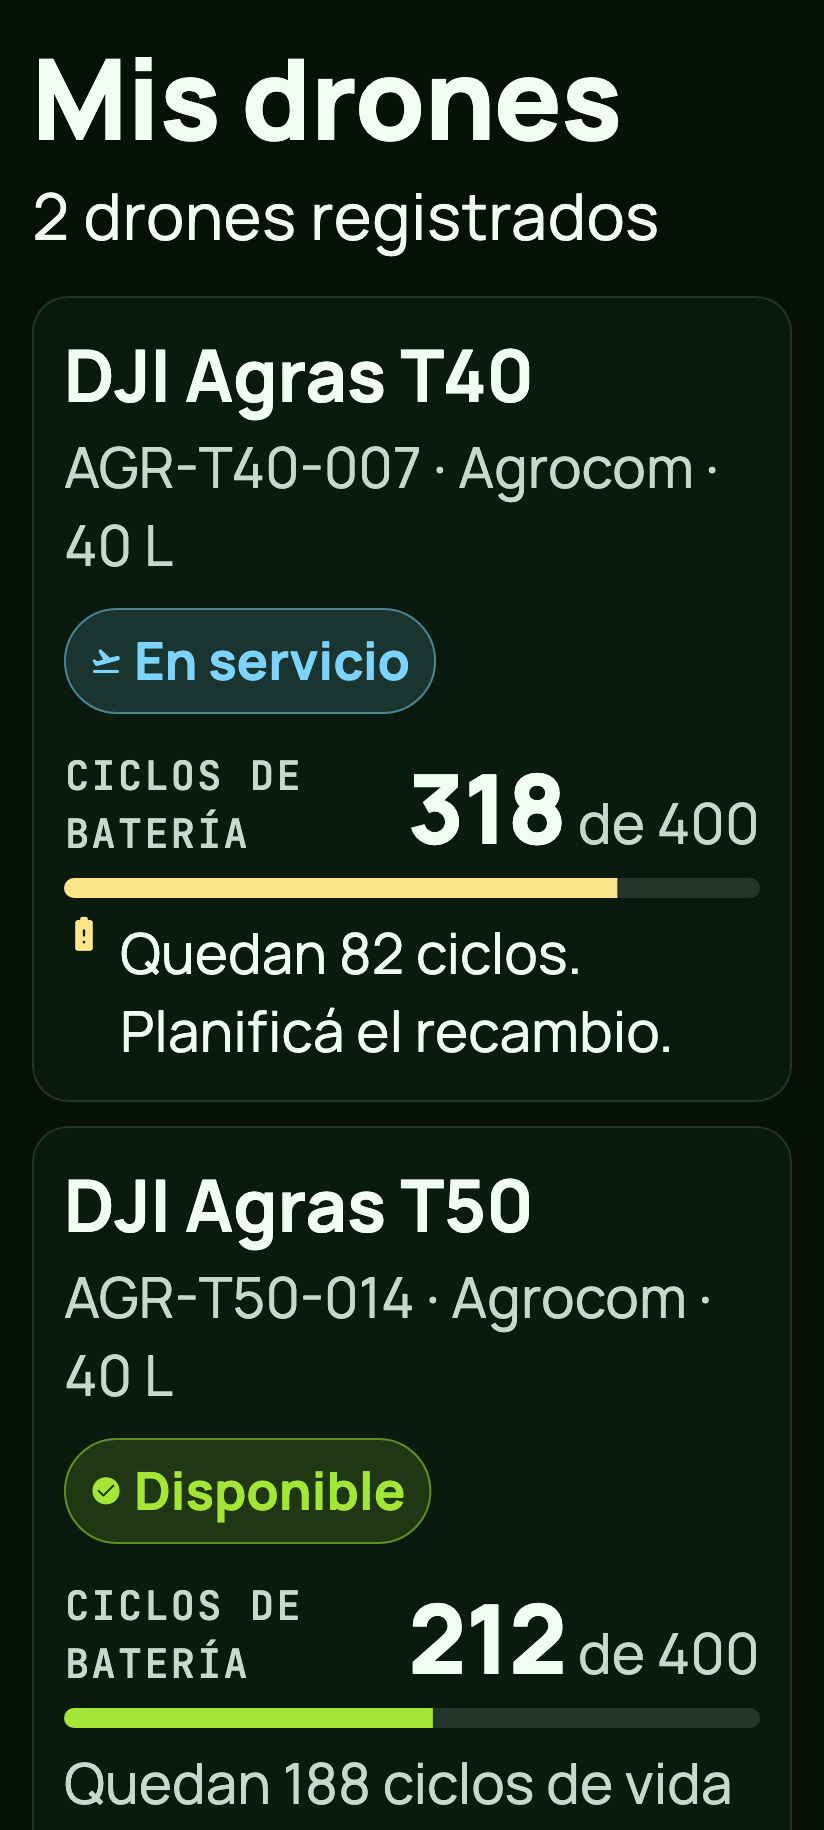 Mis drones
2 drones registrados
DJI Agras T40
AGR-T40-007 · Agrocom ·
40 L
En servicio
CICLOS DE
BATERÍA
318 de 400
Quedan 82 ciclos.
Planificá el recambio.
DJI Agras T50
AGR-T50-014 · Agrocom ·
40 L
Disponible
CICLOS DE
BATERÍA
212 de 400
Quedan 188 ciclos de vida